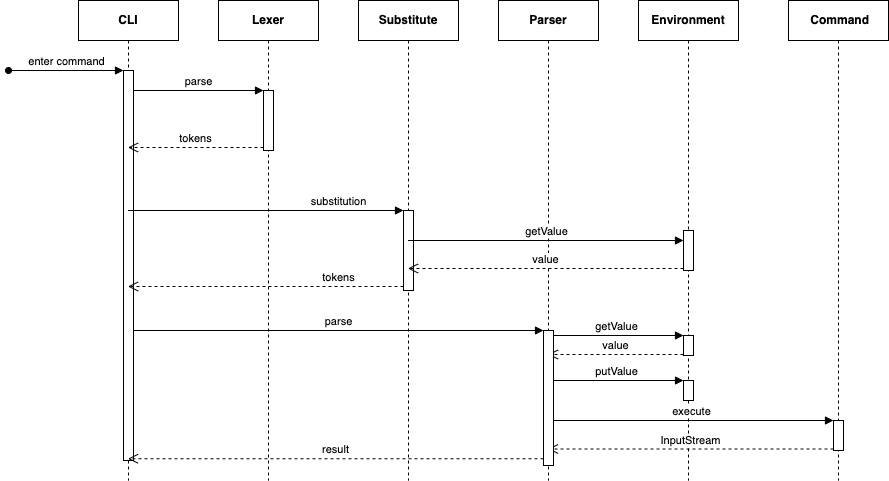 CLI
Lexer
Substitute
Parser
Environment
Command
enter command
parse
tokens
substitution
getValue
value
tokens
parse
getValue
value
putValue
execute
InputStream
result